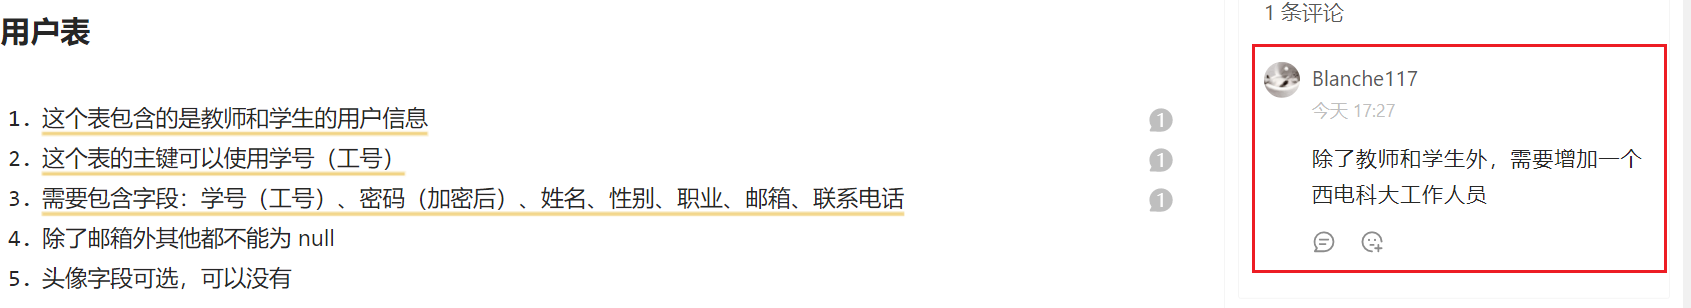 用户表
1. 这个表包含的是教师和学生的用户信息
1
2. 这个表的主键可以使用学号（工号）
1
3. 需要包含字段：学号（工号）、密码（加密后）、姓名、性别、职业、邮箱、联系电话
1
4. 除了邮箱外其他都不能为 null
5. 头像字段可选，可以没有
1 条评论
Blanche117
今天 17:27
除了教师和学生外，需要增加一个
西电科大工作人员